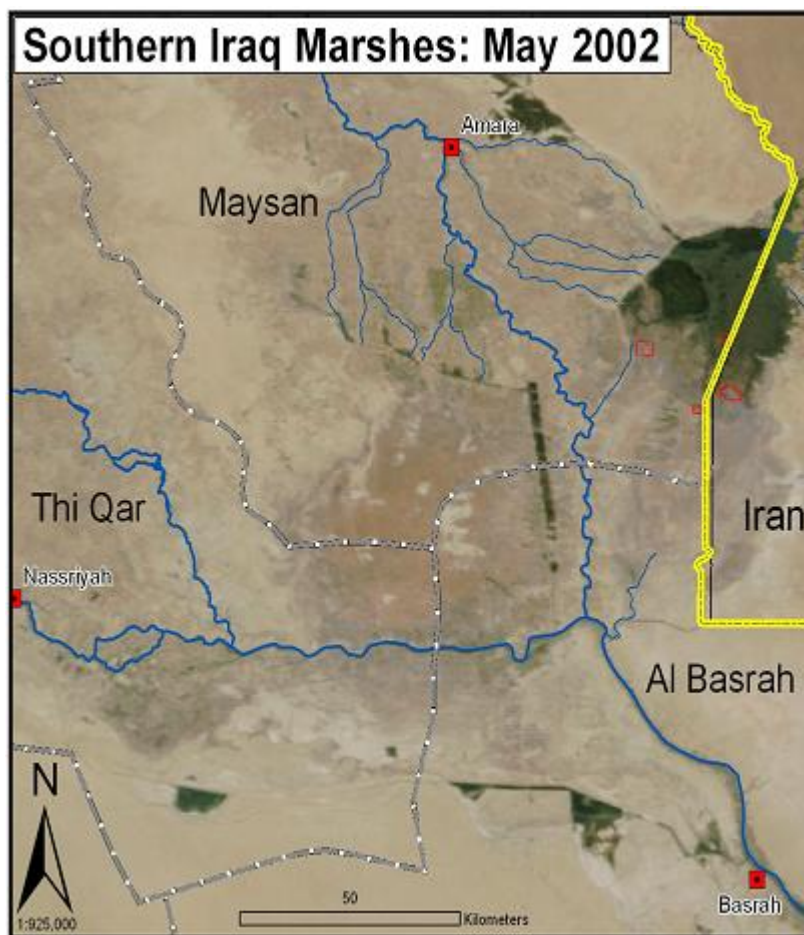 Southern Iraq Marshes: May 2002
Amara
Maysan
Thi Qar
Iran
Nassriyah
Al Basrah
N
50
Kilometers
1:925,000
Basrah